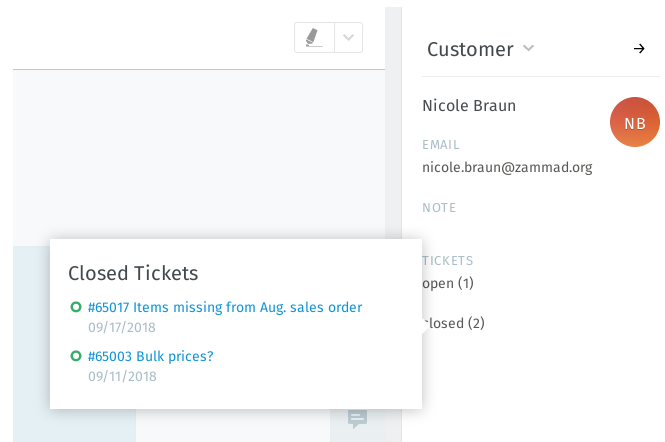 Customer
Nicole Braun
NB
EMAIL
nicole.braun@zammad.org
NOTE
TICKETS
open (1)
closed (2)
Closed Tickets
#65017 Items missing from Aug. sales order
09/17/2018
#65003 Bulk prices?
09/11/2018